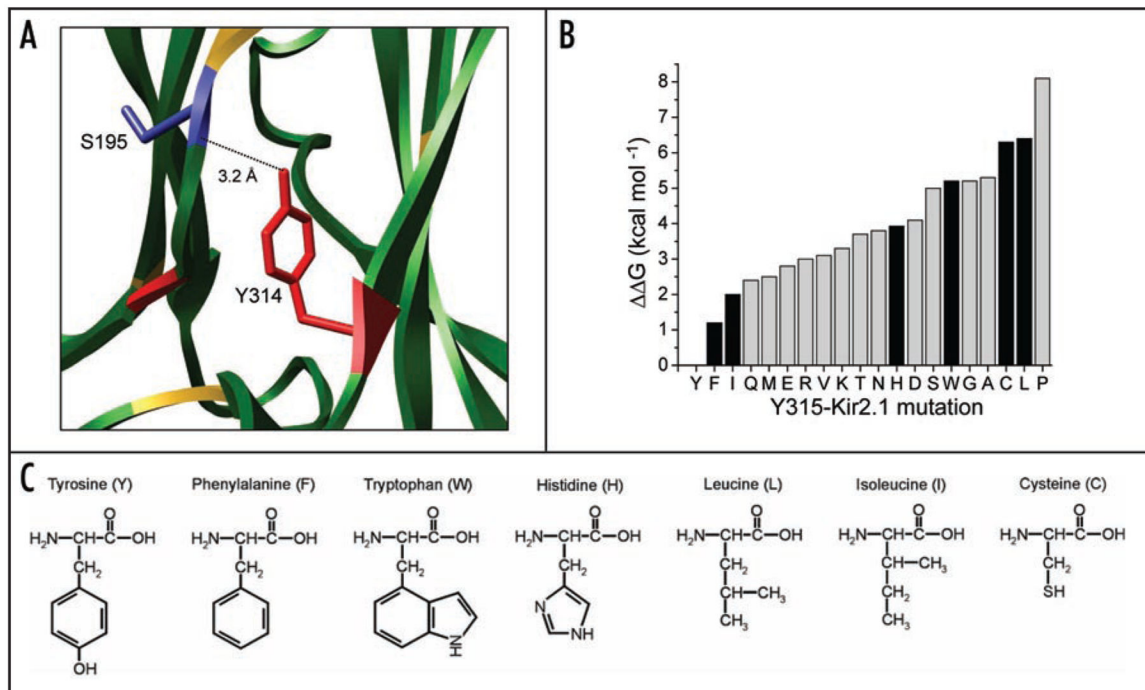 A
S195
3.2 Å
Y314
B
ΔΔG (kcal mol ⁻¹)
8
7
6
5
4
3
2
1
0
Y F I Q M E R V K T N H D S W G A C L P
Y315-Kir2.1 mutation
C
Tyrosine (Y) Phenylalanine (F) Tryptophan (W) Histidine (H) Leucine (L) Isoleucine (I) Cysteine (C)
O O O O O O O
H₂N—CH—C—OH H₂N—CH—C—OH H₂N—CH—C—OH H₂N—CH—C—OH H₂N—CH—C—OH H₂N—CH—C—OH H₂N—CH—C—OH
CH₂ CH₂ CH₂ CH₂ CH₂ CH—CH₃ CH₂
N CH—CH₃ CH₂ SH
NH CH₃ CH₃
OH NH